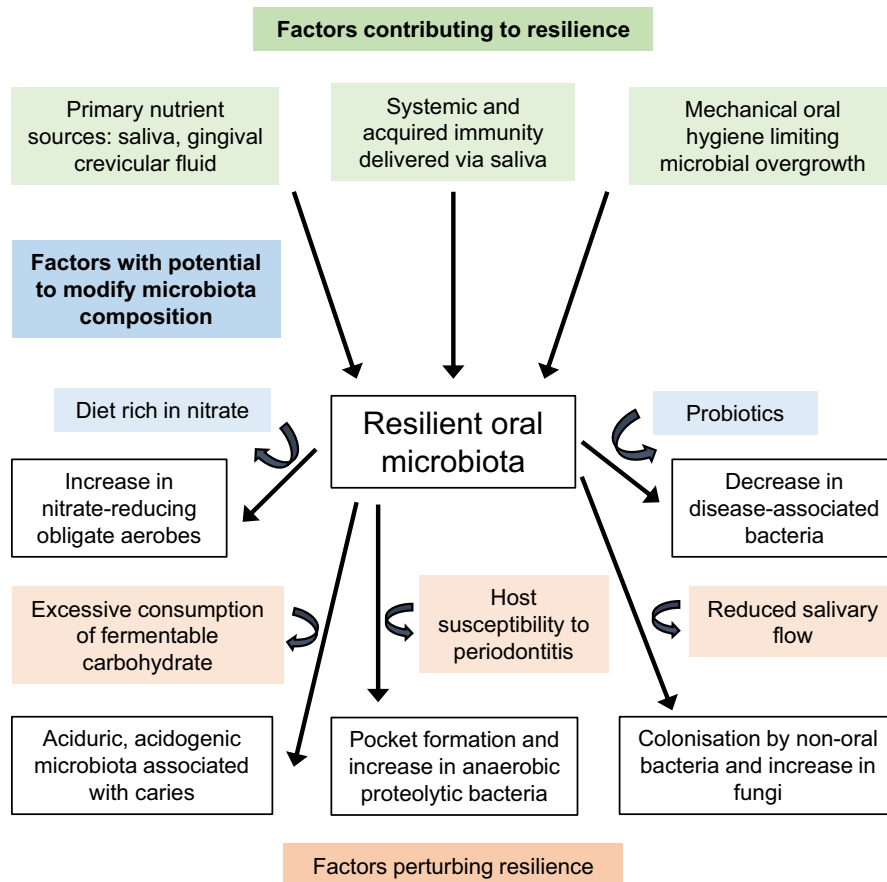 Factors contributing to resilience
Primary nutrient
sources: saliva, gingival
crevicular fluid
Systemic and
acquired immunity
delivered via saliva
Mechanical oral
hygiene limiting
microbial overgrowth
Factors with potential
to modify microbiota
composition
Diet rich in nitrate
Resilient oral
microbiota
Probiotics
Increase in
nitrate-reducing
obligate aerobes
Decrease in
disease-associated
bacteria
Excessive consumption
of fermentable
carbohydrate
Host
susceptibility to
periodontitis
Reduced salivary
flow
Aciduric, acidogenic
microbiota associated
with caries
Pocket formation and
increase in anaerobic
proteolytic bacteria
Colonisation by non-oral
bacteria and increase in
fungi
Factors perturbing resilience